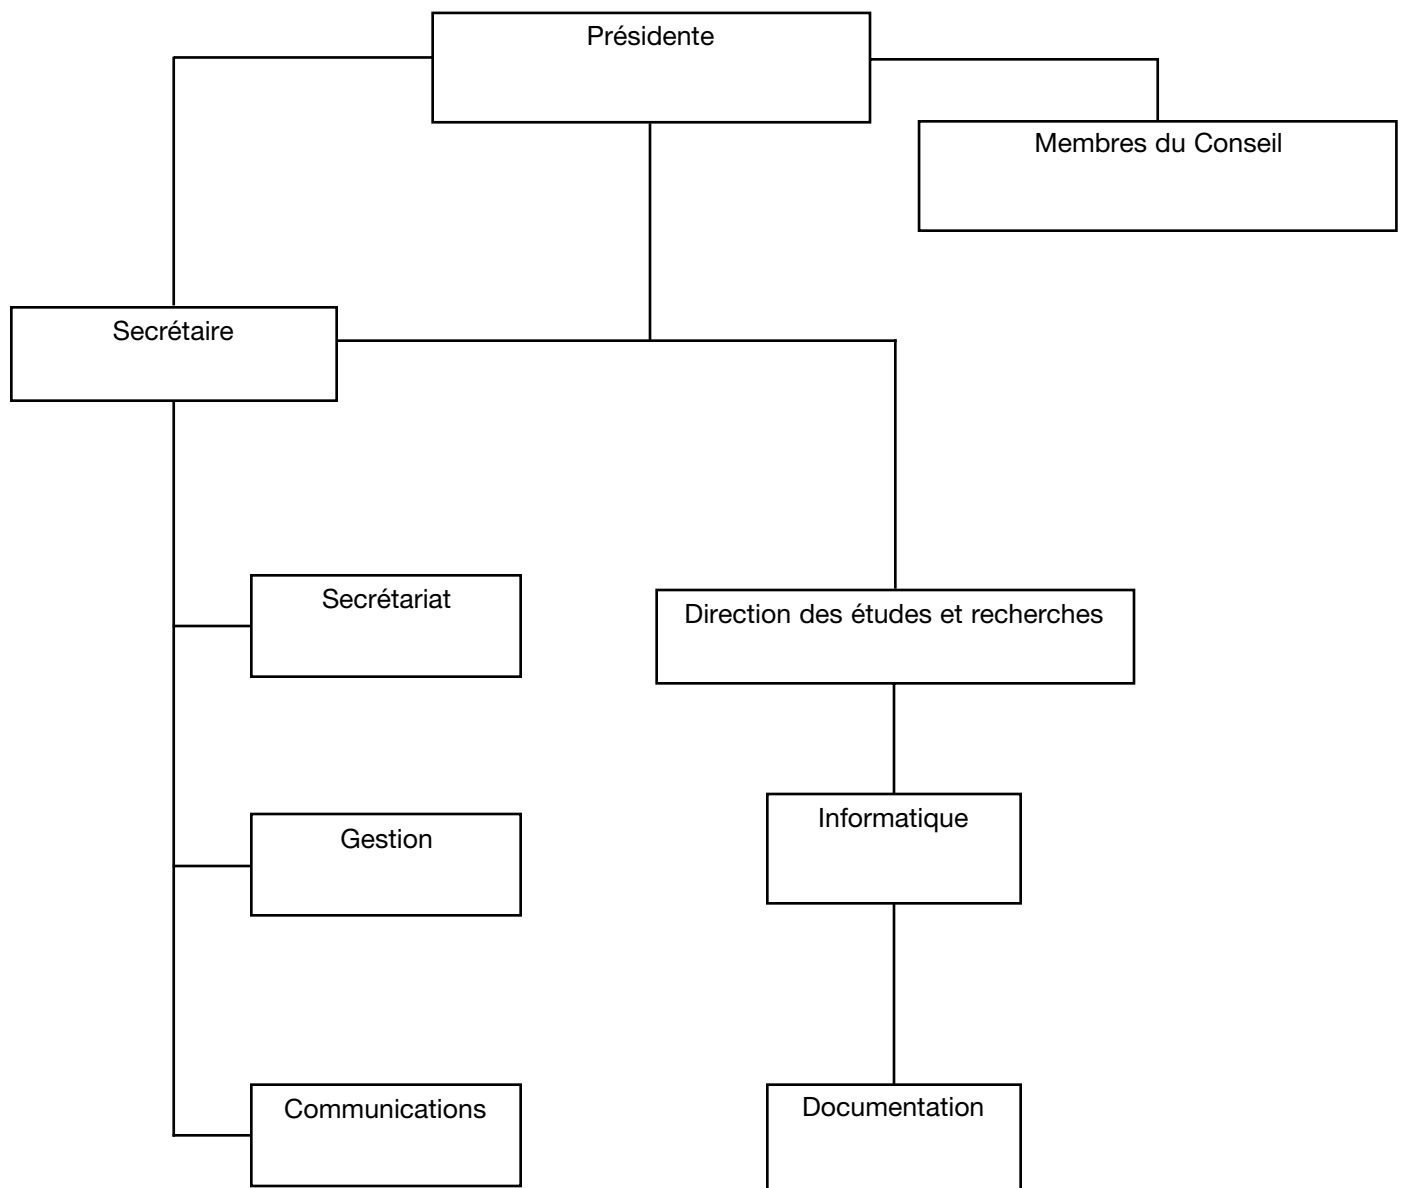 Présidente
Membres du Conseil
Secrétaire
Secrétariat
Direction des études et recherches
Gestion
Informatique
Communications
Documentation